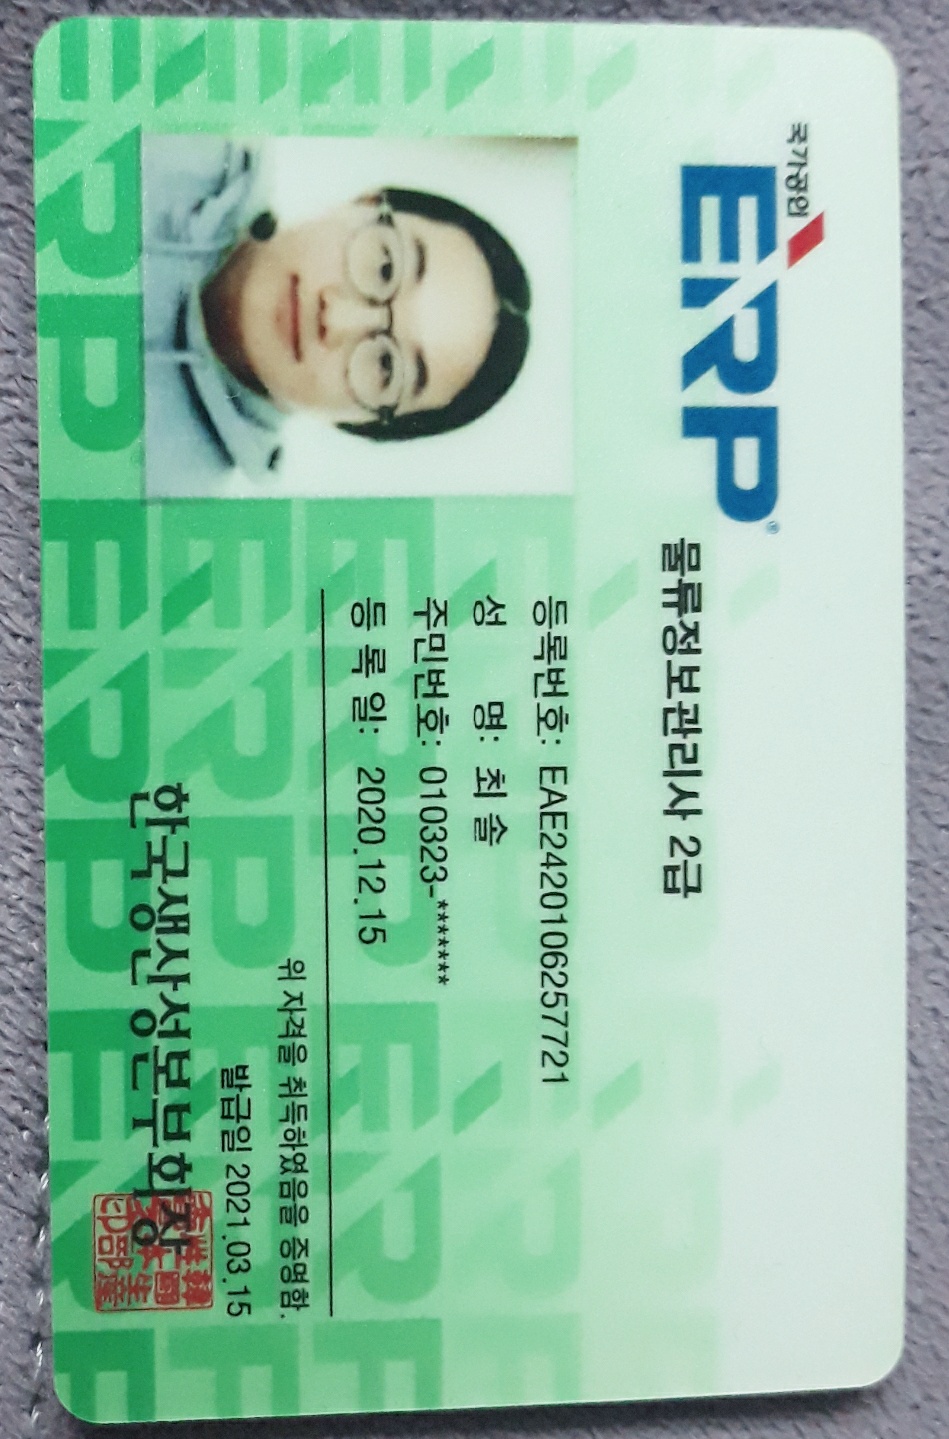 국가공인
ERP®
물류정보관리사 2급
등록번호: EAE2420106257721
성 명: 최 솔
주민번호: 010323-*******
등 록 일: 2020.12.15
위 자격을 취득하였음을 증명함.
발급일 2021.03.15
한국생산성본부회장